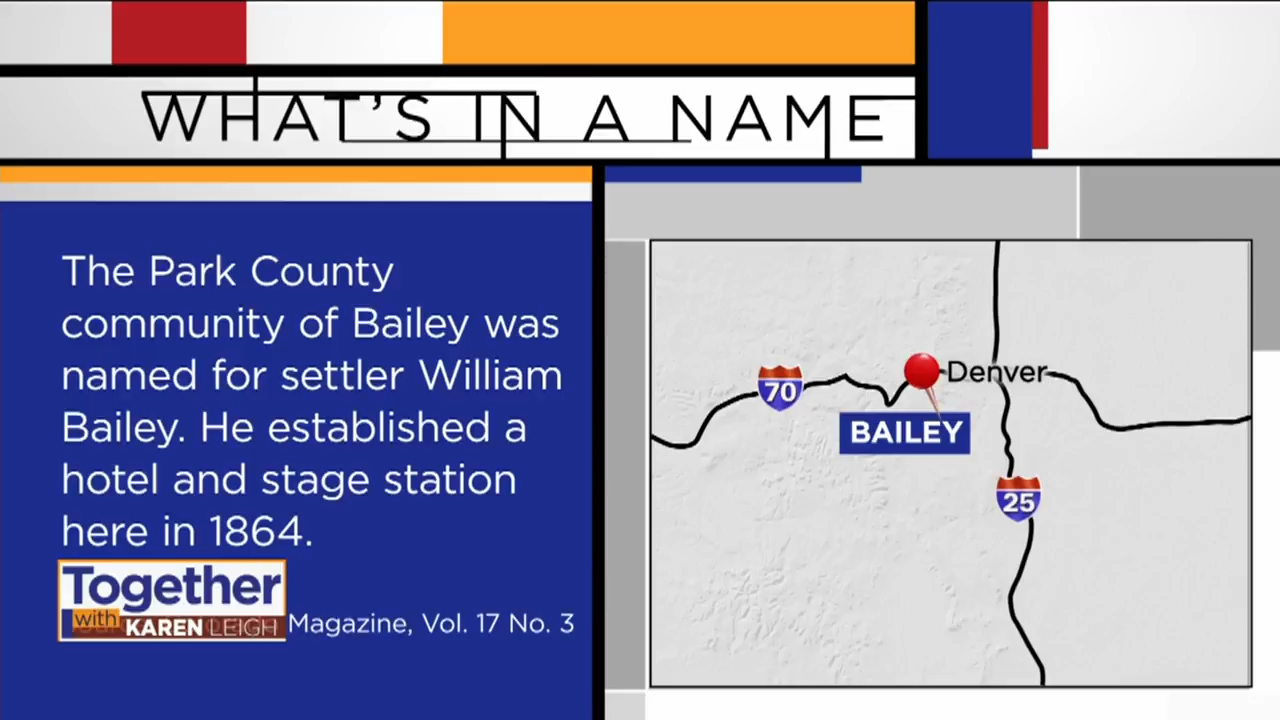 WHAT'S IN A NAME
The Park County
community of Bailey was
named for settler William
Bailey. He established a
hotel and stage station
here in 1864.
Together
with KAREN LEIGH
Magazine, Vol. 17 No. 3
70
Denver
BAILEY
25